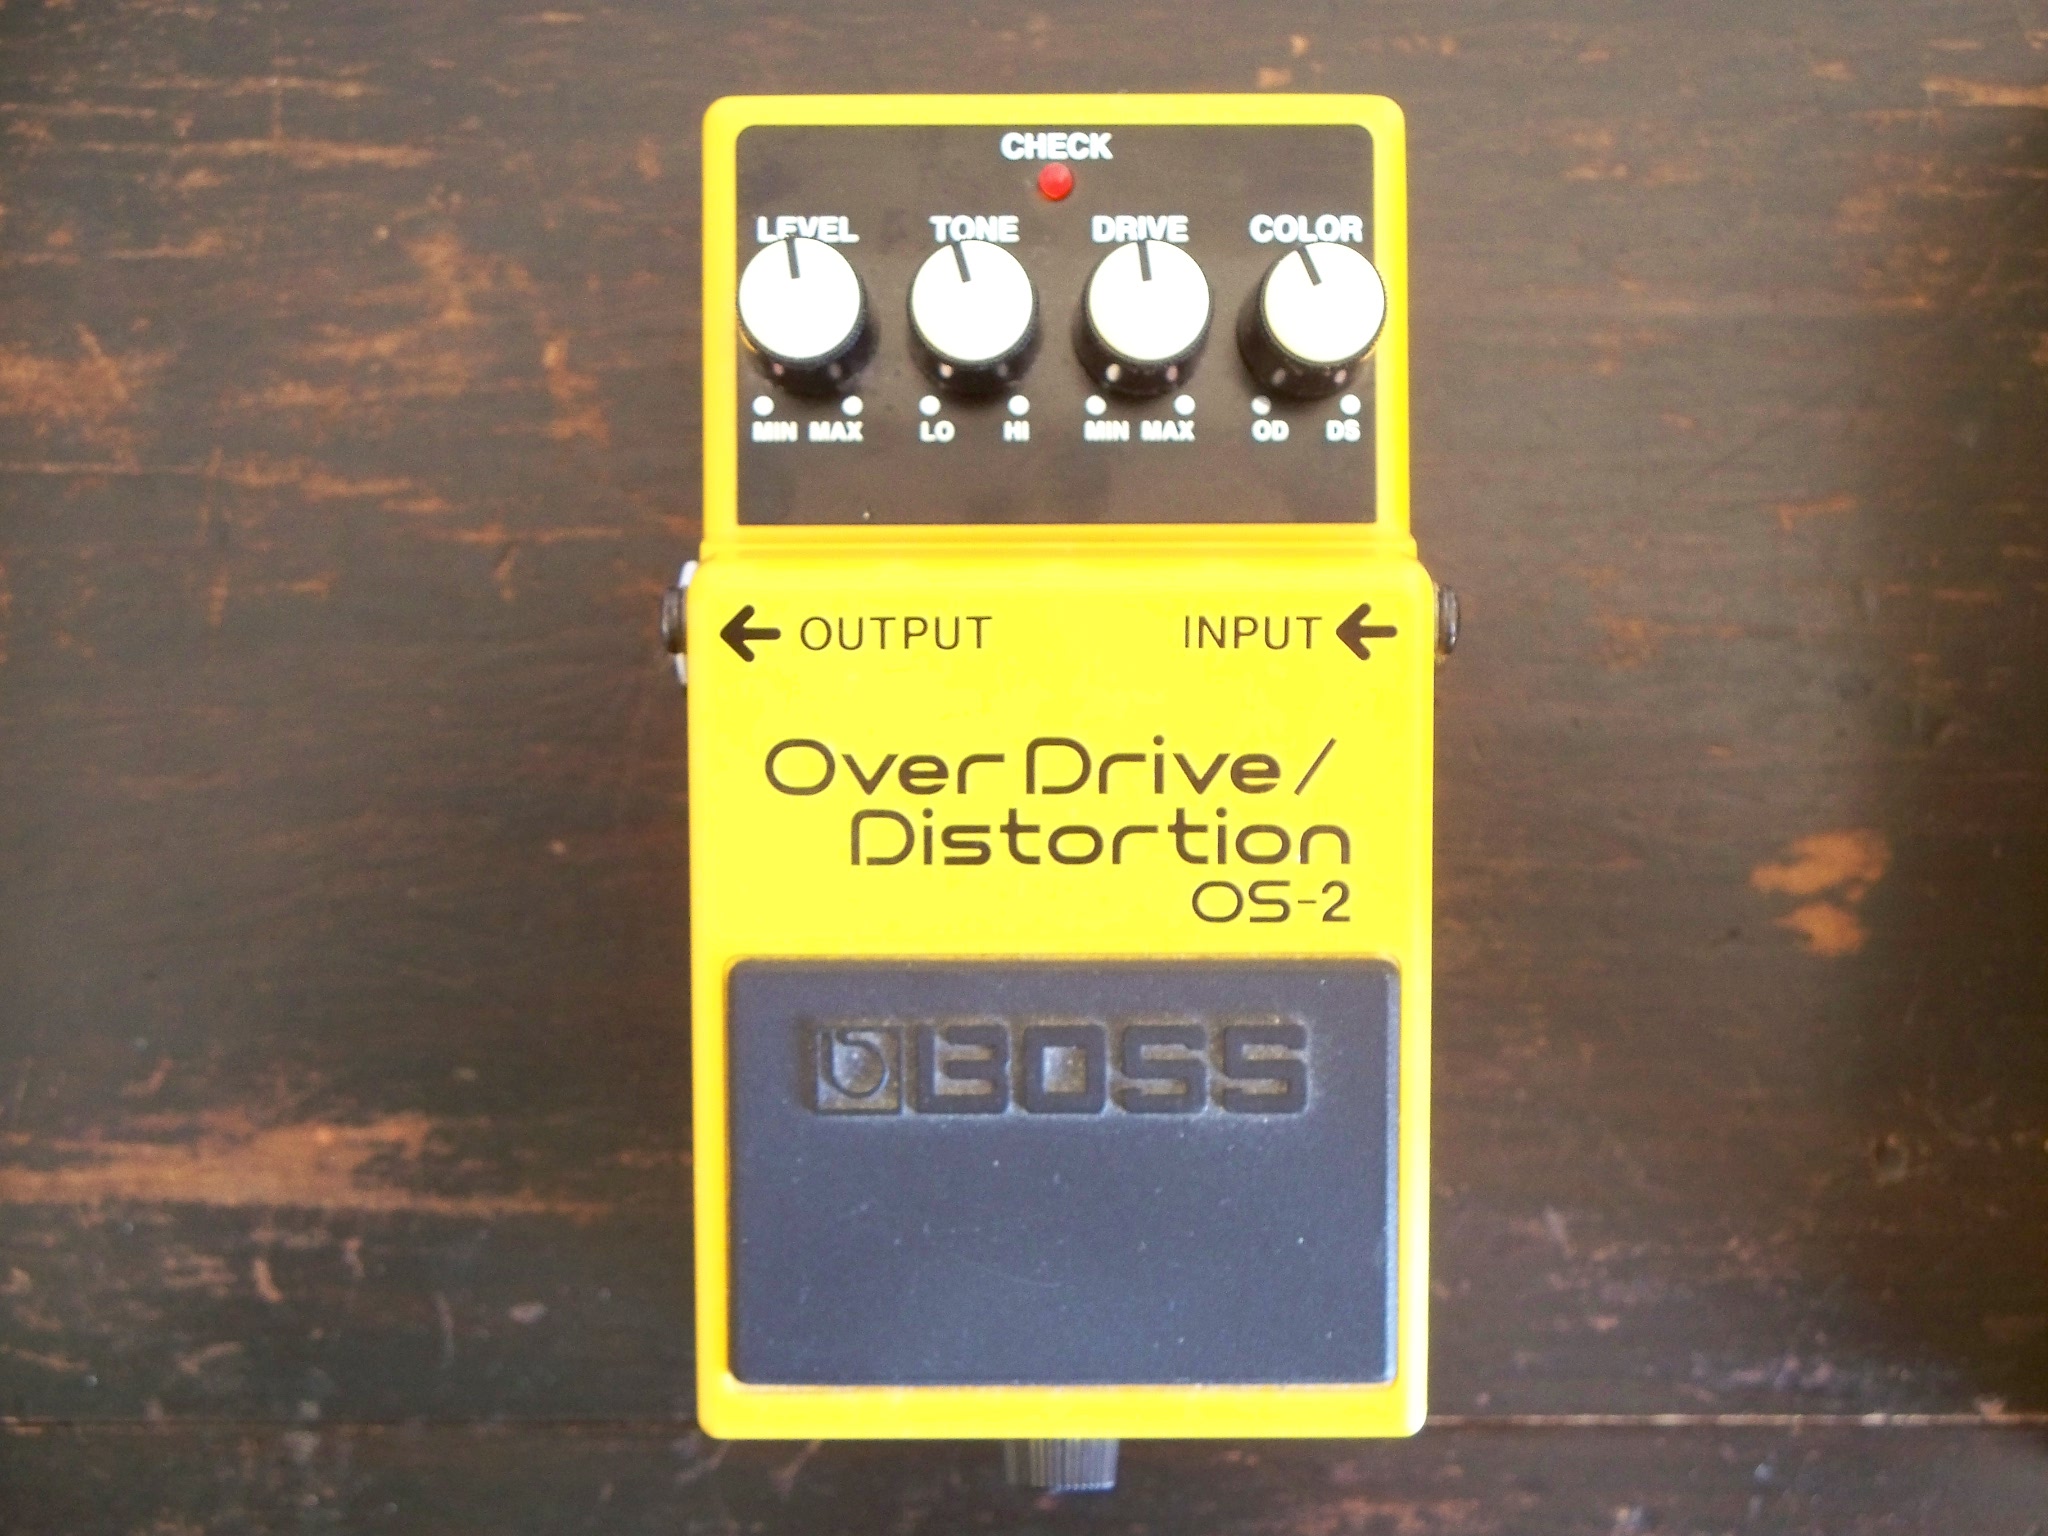 CHECK
LEVEL TONE DRIVE COLOR
MIN MAX LO HI MIN MAX OD DS
OUTPUT INPUT
Over Drive/
Distortion
OS-2
BOSS